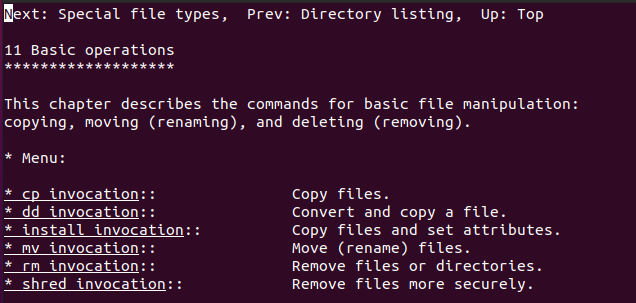 Next: Special file types,  Prev: Directory listing,  Up: Top
11 Basic operations
*******************
This chapter describes the commands for basic file manipulation:
copying, moving (renaming), and deleting (removing).
* Menu:
* cp invocation::               Copy files.
* dd invocation::               Convert and copy a file.
* install invocation::          Copy files and set attributes.
* mv invocation::               Move (rename) files.
* rm invocation::               Remove files or directories.
* shred invocation::            Remove files more securely.